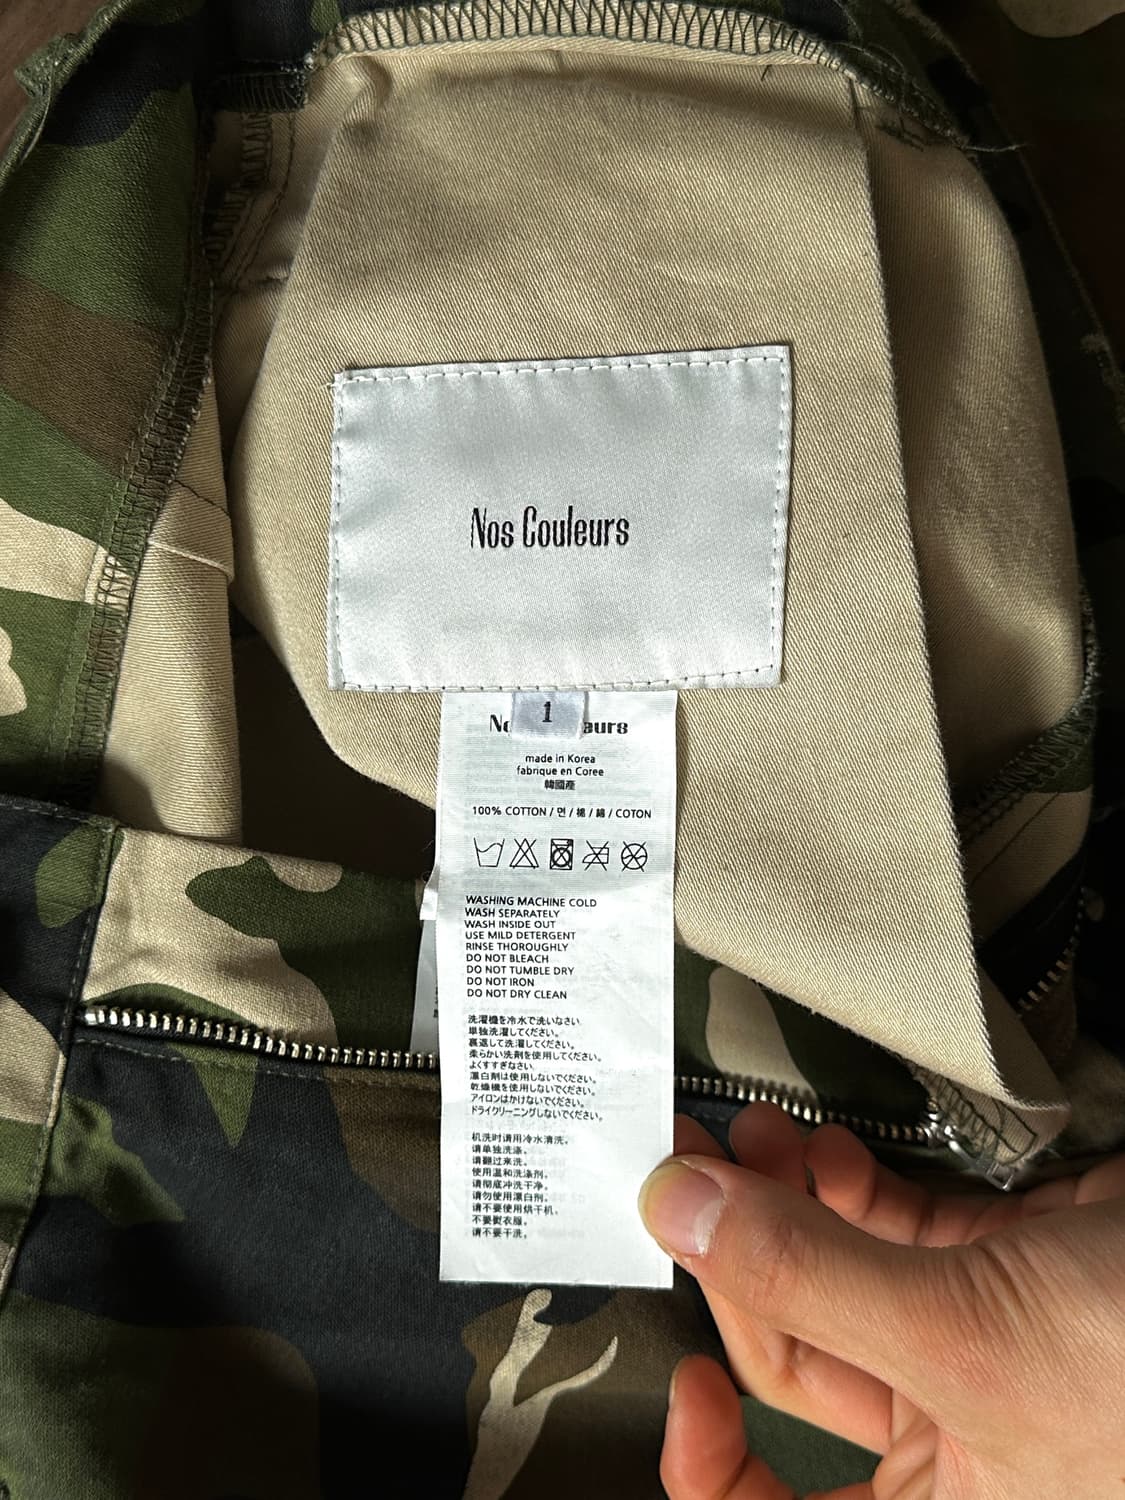 Nos Couleurs
1
made in Korea
fabrique en Coree
韓國產
100% COTTON / 면 / 棉 / 綿 / COTON
WASHING MACHINE COLD
WASH SEPARATELY
WASH INSIDE OUT
USE MILD DETERGENT
RINSE THOROUGHLY
DO NOT BLEACH
DO NOT TUMBLE DRY
DO NOT IRON
DO NOT DRY CLEAN
洗濯機を冷水で洗いなさい.
単独洗濯してください。
裏返して洗濯してください。
柔らかい洗剤を使用してください。
よくすすぎなさい.
漂白剤は使用しないでください。
乾燥機を使用しないでください。
アイロンはかけないでください。
ドライクリーニングしないでください。
机洗时请用冷水清洗。
请单独洗涤。
请翻过来洗。
使用温和洗涤剂。
请彻底冲洗干净。
请勿使用漂白剂。
请不要使用烘干机。
不要熨衣服。
请不要干洗。